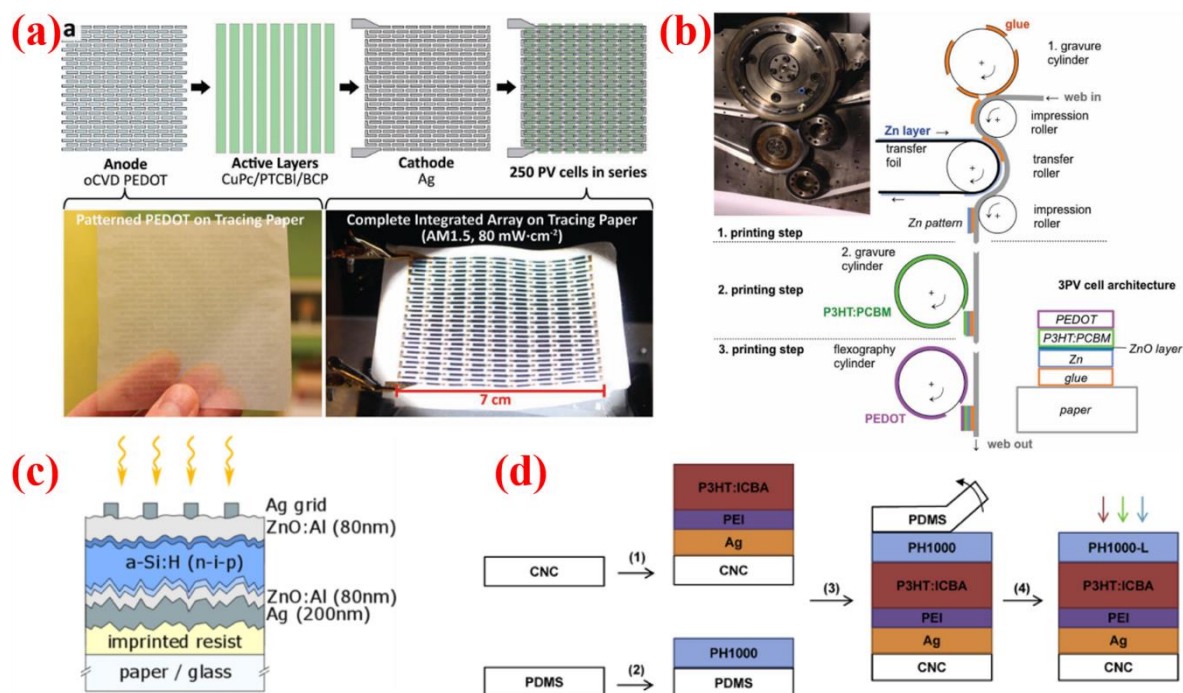 (a)
a
Anode
oCVD PEDOT
Active Layers
CuPc/PTCBI/BCP
Cathode
Ag
250 PV cells in series
Patterned PEDOT on Tracing Paper
Complete Integrated Array on Tracing Paper
(AM1.5, 80 mW·cm-2)
7 cm
(b)
glue
1. gravure
cylinder
web in
impression
roller
Zn layer
transfer
foil
transfer
roller
Zn pattern
impression
roller
1. printing step
2. gravure
cylinder
2. printing step
P3HT:PCBM
3. printing step
flexography
cylinder
PEDOT
web out
3PV cell architecture
PEDOT
P3HT:PCBM
ZnO layer
Zn
glue
paper
(c)
Ag grid
ZnO:Al (80nm)
a-Si:H (n-i-p)
ZnO:Al (80nm)
Ag (200nm)
imprinted resist
paper / glass
(d)
CNC
(1)
P3HT:ICBA
PEI
Ag
CNC
PDMS
(2)
PH1000
PDMS
(3)
PDMS
PH1000
P3HT:ICBA
PEI
Ag
CNC
(4)
PH1000-L
P3HT:ICBA
PEI
Ag
CNC